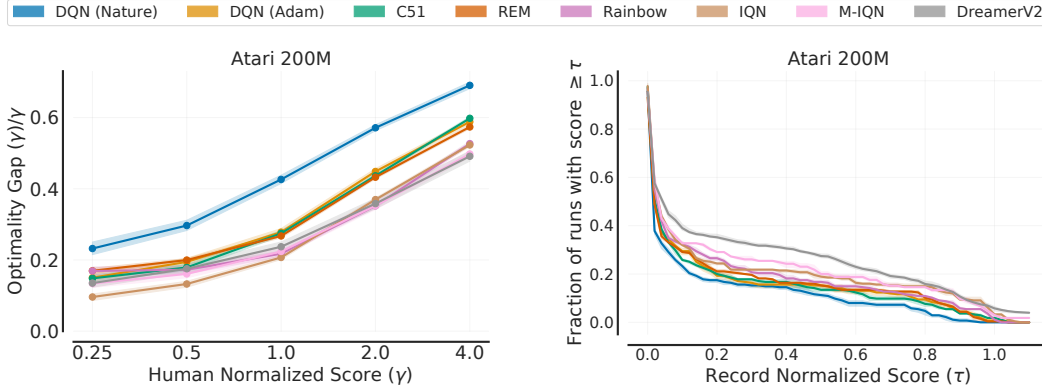 DQN (Nature) DQN (Adam) C51 REM Rainbow IQN M-IQN DreamerV2
Atari 200M
Optimality Gap (γ)/γ
0.6
0.4
0.2
0.0
0.25 0.5 1.0 2.0 4.0
Human Normalized Score (γ)
Atari 200M
Fraction of runs with score ≥ τ
1.0
0.8
0.6
0.4
0.2
0.0
0.0 0.2 0.4 0.6 0.8 1.0
Record Normalized Score (τ)